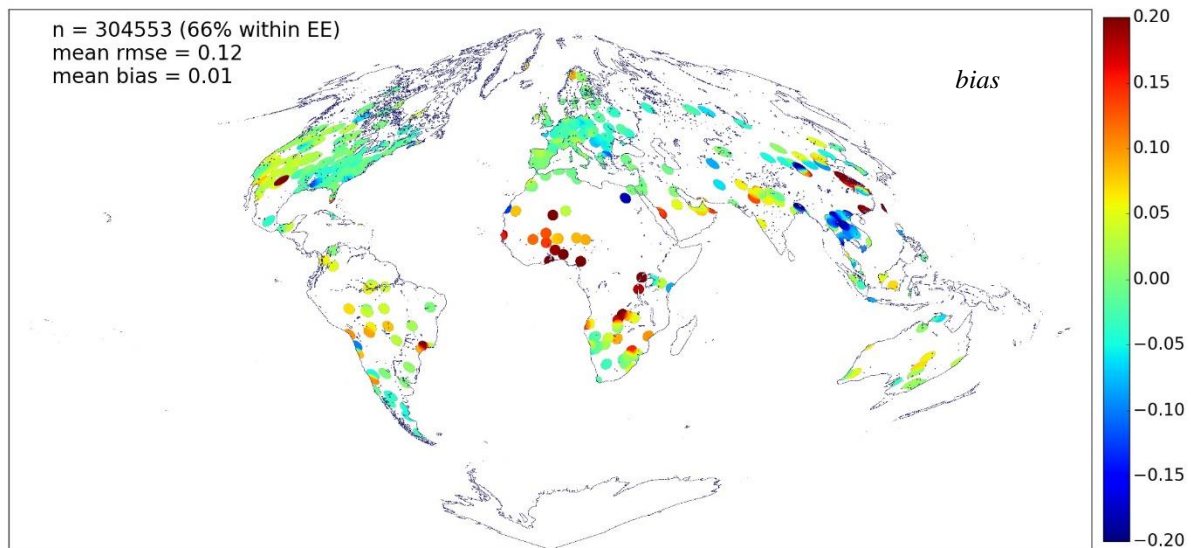 n = 304553 (66% within EE)
mean rmse = 0.12
mean bias = 0.01
bias
0.20
0.15
0.10
0.05
0.00
−0.05
−0.10
−0.15
−0.20